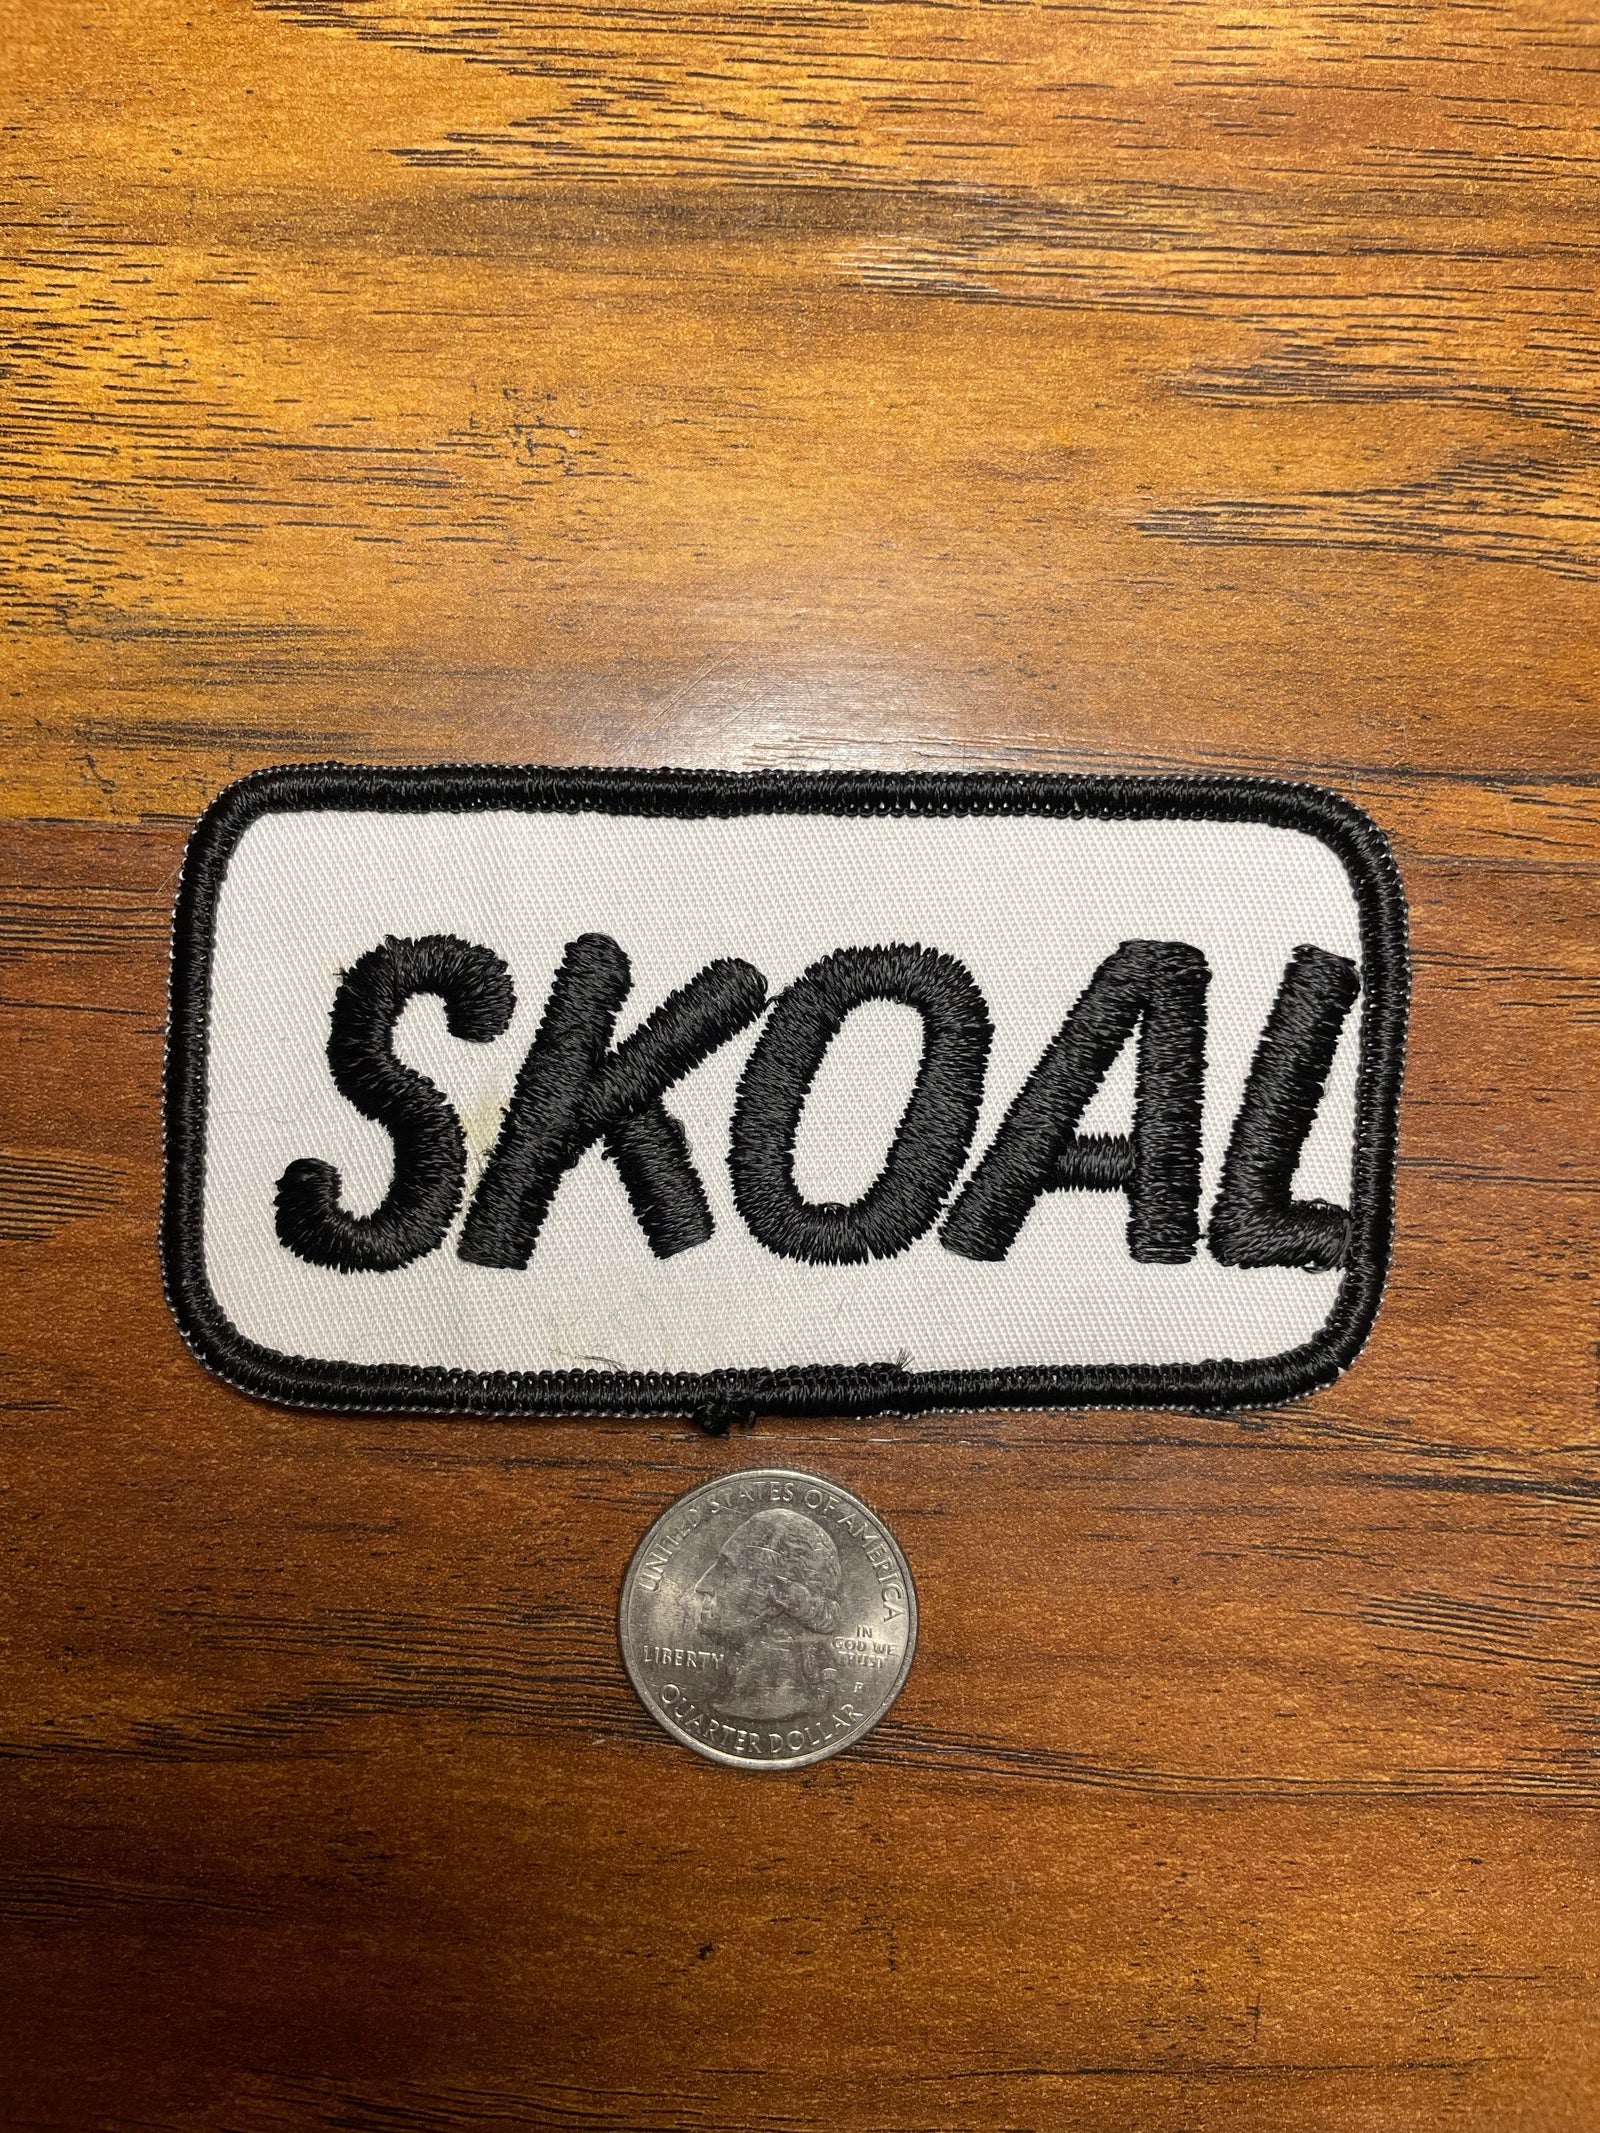 SKOAL
UNITED STATES OF AMERICA
LIBERTY
IN
GOD WE
TRUST
P
QUARTER DOLLAR